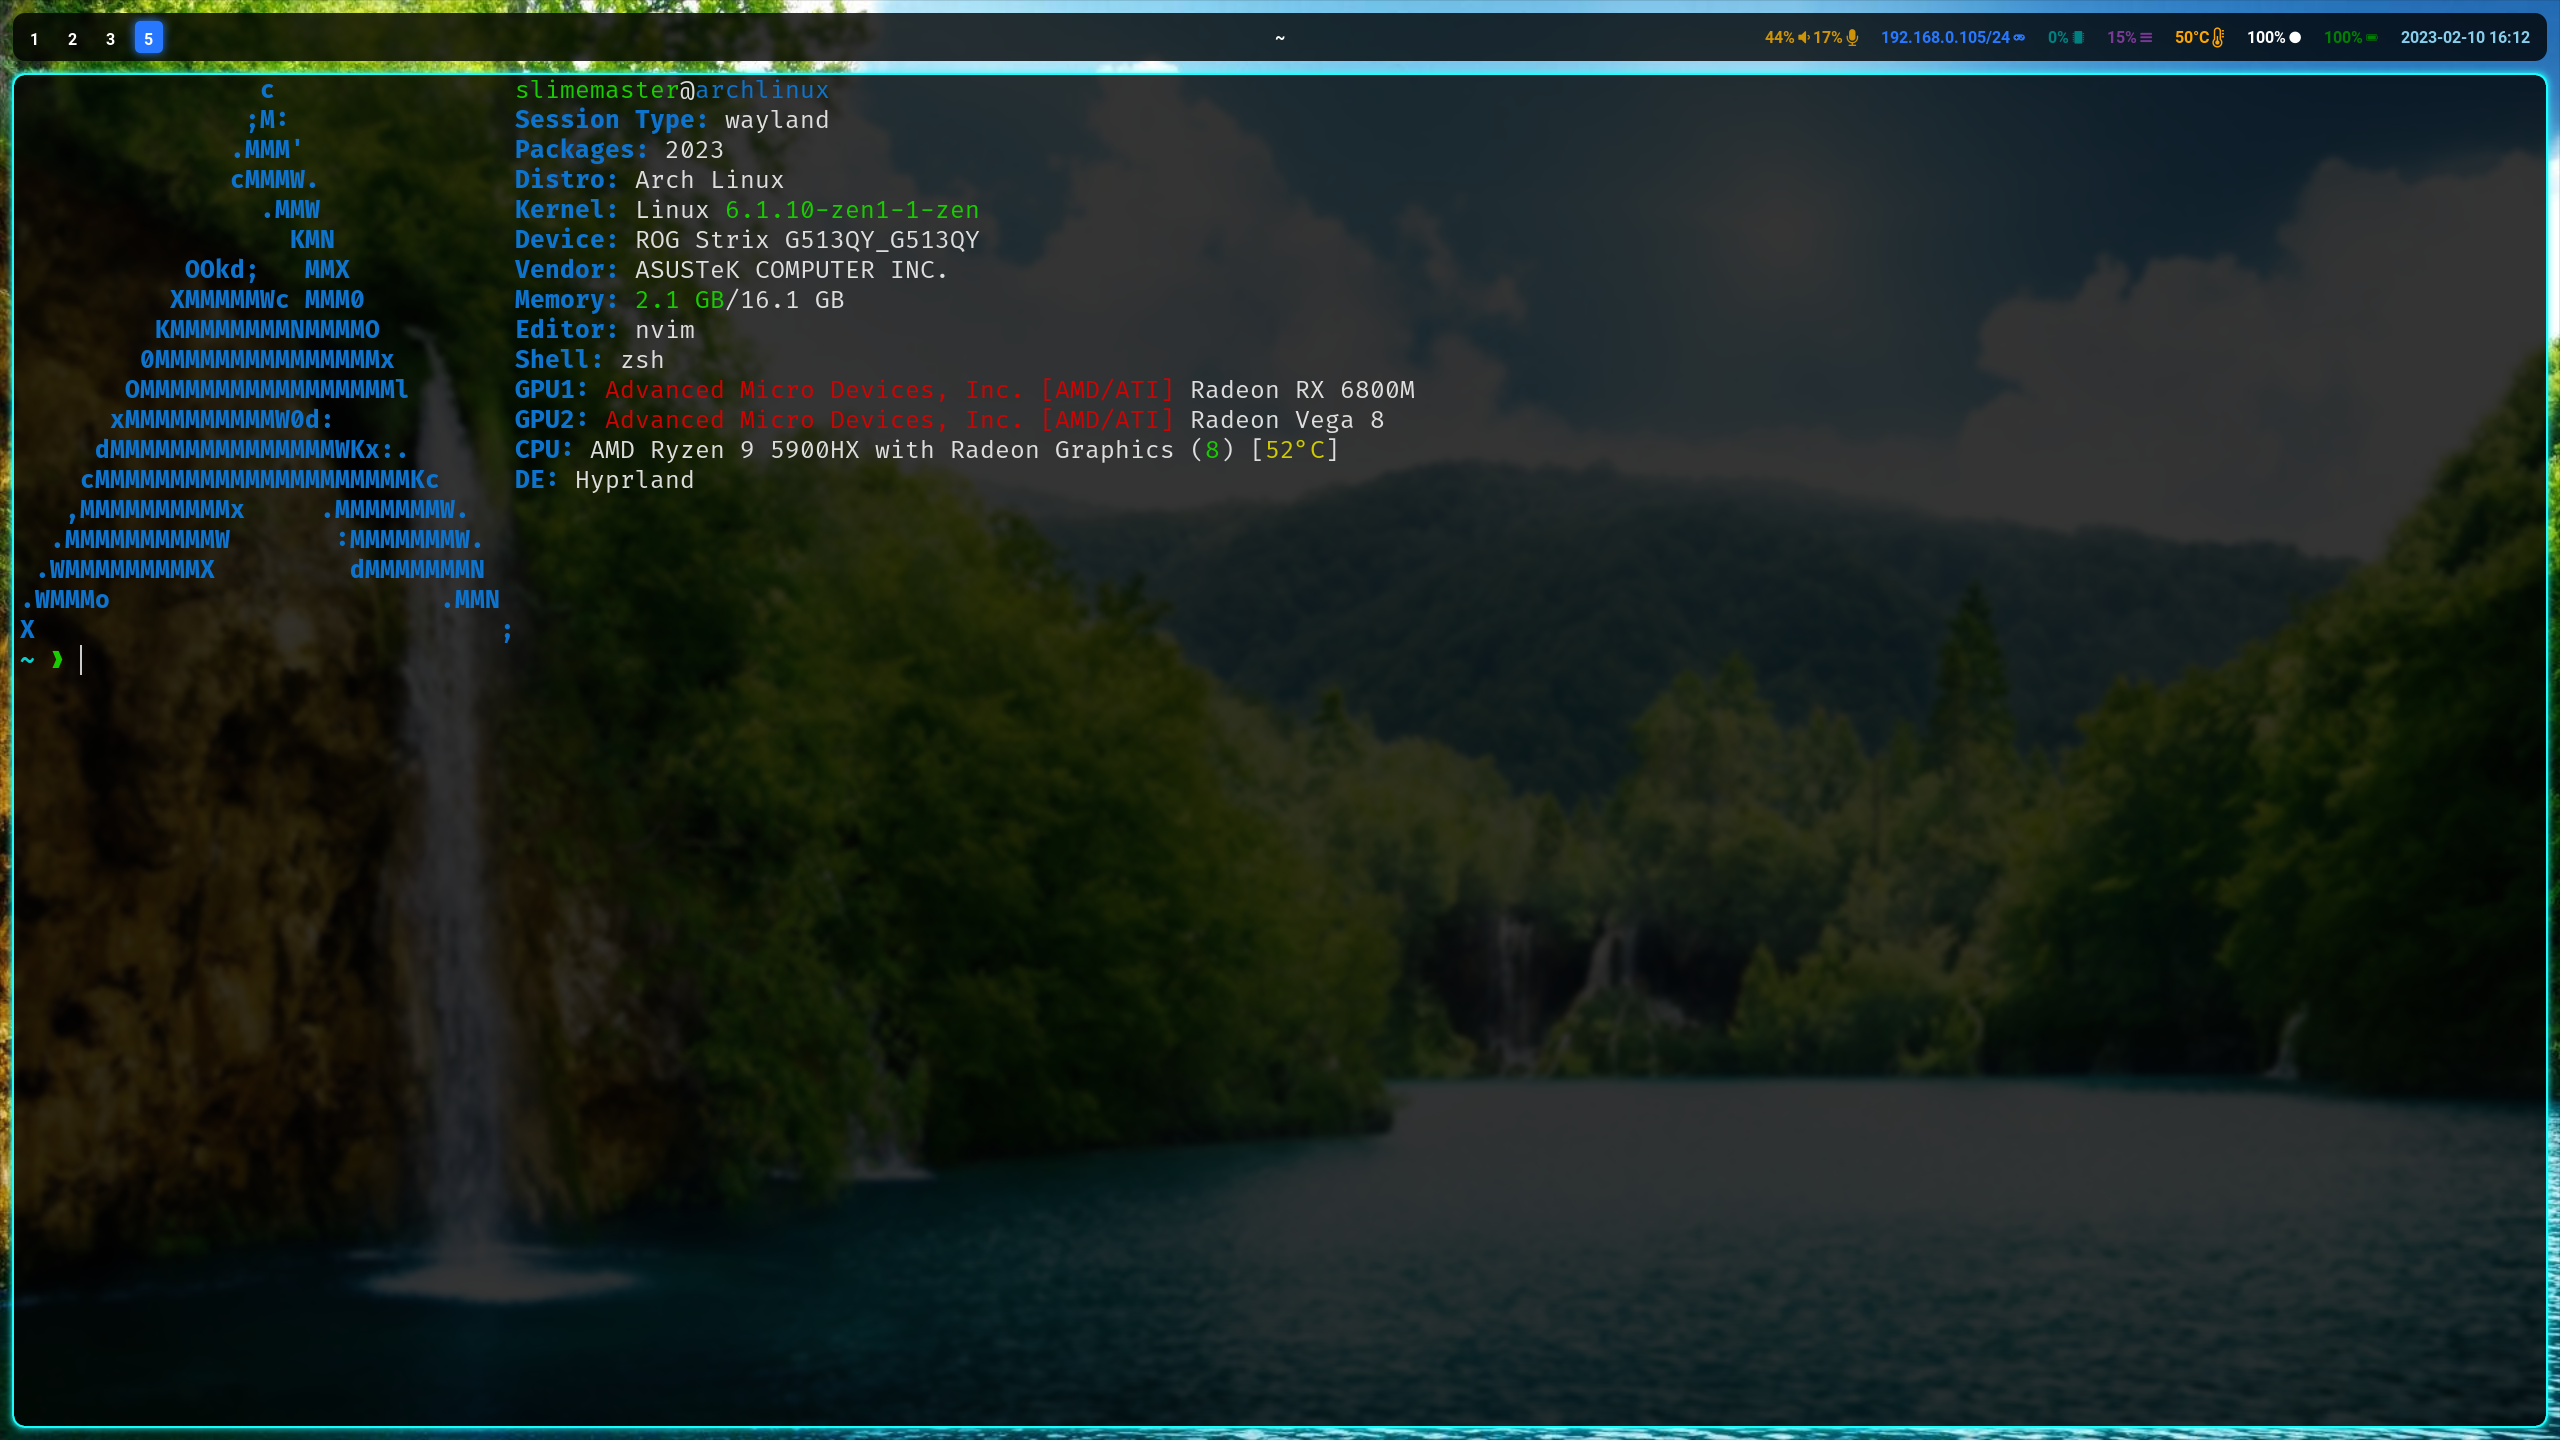 1 2 3 5 ~ 44% 17% 192.168.0.105/24 0% 15% 50°C 100% 100% 2023-02-10 16:12
c slimemaster@archlinux
;M: Session Type: wayland
.MMM' Packages: 2023
cMMMW. Distro: Arch Linux
.MMW Kernel: Linux 6.1.10-zen1-1-zen
KMN Device: ROG Strix G513QY_G513QY
OOkd; MMX Vendor: ASUSTeK COMPUTER INC.
XMMMMMWc MMM0 Memory: 2.1 GB/16.1 GB
KMMMMMMMMNMMMMO Editor: nvim
0MMMMMMMMMMMMMMMx Shell: zsh
OMMMMMMMMMMMMMMMMMl GPU1: Advanced Micro Devices, Inc. [AMD/ATI] Radeon RX 6800M
xMMMMMMMMMMW0d: GPU2: Advanced Micro Devices, Inc. [AMD/ATI] Radeon Vega 8
dMMMMMMMMMMMMMMMWKx:. CPU: AMD Ryzen 9 5900HX with Radeon Graphics (8) [52°C]
cMMMMMMMMMMMMMMMMMMMMMKc DE: Hyprland
,MMMMMMMMMMx .MMMMMMMW.
.MMMMMMMMMMW :MMMMMMMW.
.WMMMMMMMMMX dMMMMMMMN
.WMMMo .MMN
X ;
~ ❯